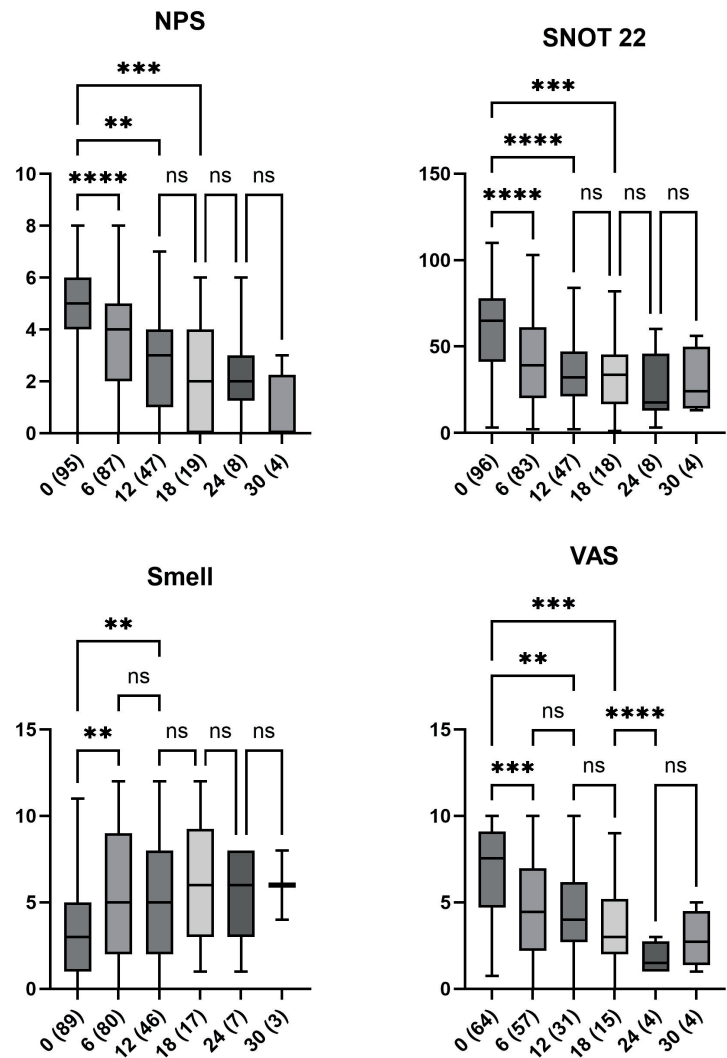 NPS
***
**
**** ns ns ns
10
8
6
4
2
0
0 (95) 6 (87) 12 (47) 18 (19) 24 (8) 30 (4)
SNOT 22
***
****
**** ns ns ns
150
100
50
0
0 (96) 6 (83) 12 (47) 18 (18) 24 (8) 30 (4)
Smell
**
ns
** ns ns ns
15
10
5
0
0 (89) 6 (80) 12 (46) 18 (17) 24 (7) 30 (3)
VAS
***
**
ns ****
*** ns ns
15
10
5
0
0 (64) 6 (57) 12 (31) 18 (15) 24 (4) 30 (4)